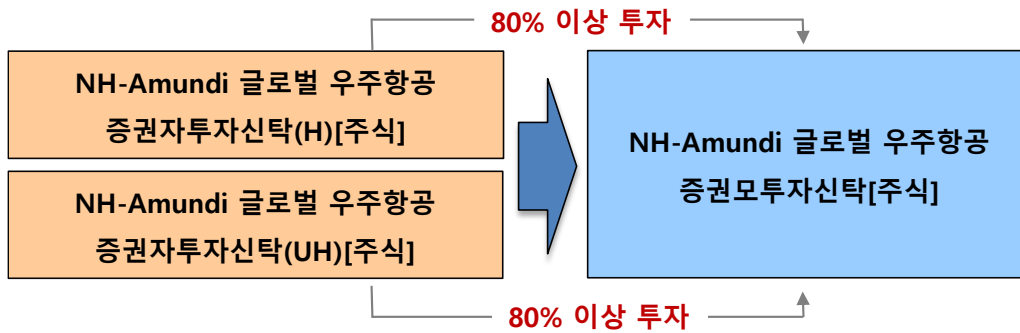 80% 이상 투자
NH-Amundi 글로벌 우주항공
증권자투자신탁(H)[주식]
NH-Amundi 글로벌 우주항공
증권자투자신탁(UH)[주식]
NH-Amundi 글로벌 우주항공
증권모투자신탁[주식]
80% 이상 투자